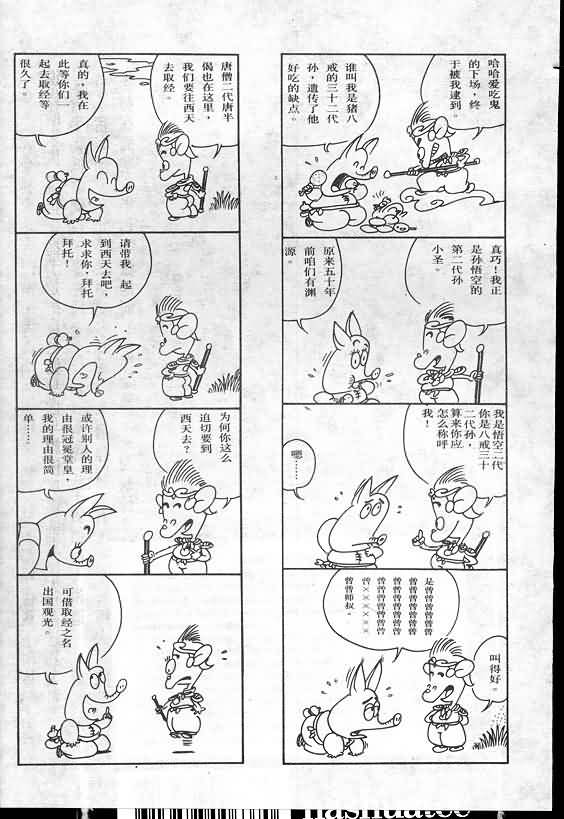 哈哈爱吃鬼
的下场，终
于被我逮到。
谁叫我是猪八
戒的三十二代
孙，遗传了他
好吃的缺点。
真巧！我正
是孙悟空的
第二代孙
小圣。
原来五十年
前咱们有渊
源。
我是悟空二代
你是八戒三十
二代孙，
算来你应
怎么称呼
我！
嗯……
是曾曾曾曾曾曾
曾曾曾曾曾曾曾
曾曾曾曾曾曾曾
曾曾师叔。
叫得好。
唐僧二代唐半
偈也在这里，
我们要往西天
去取经。
真的，我在
此等你们一
起去取经等
很久了。
请带我一起
到西天去吧，
求求你，拜托
拜托！
为何你这么
迫切要到
西天去？
或许别人的理
由很冠冕堂皇，
我的理由很简
单……
可借取经之名
出国观光。